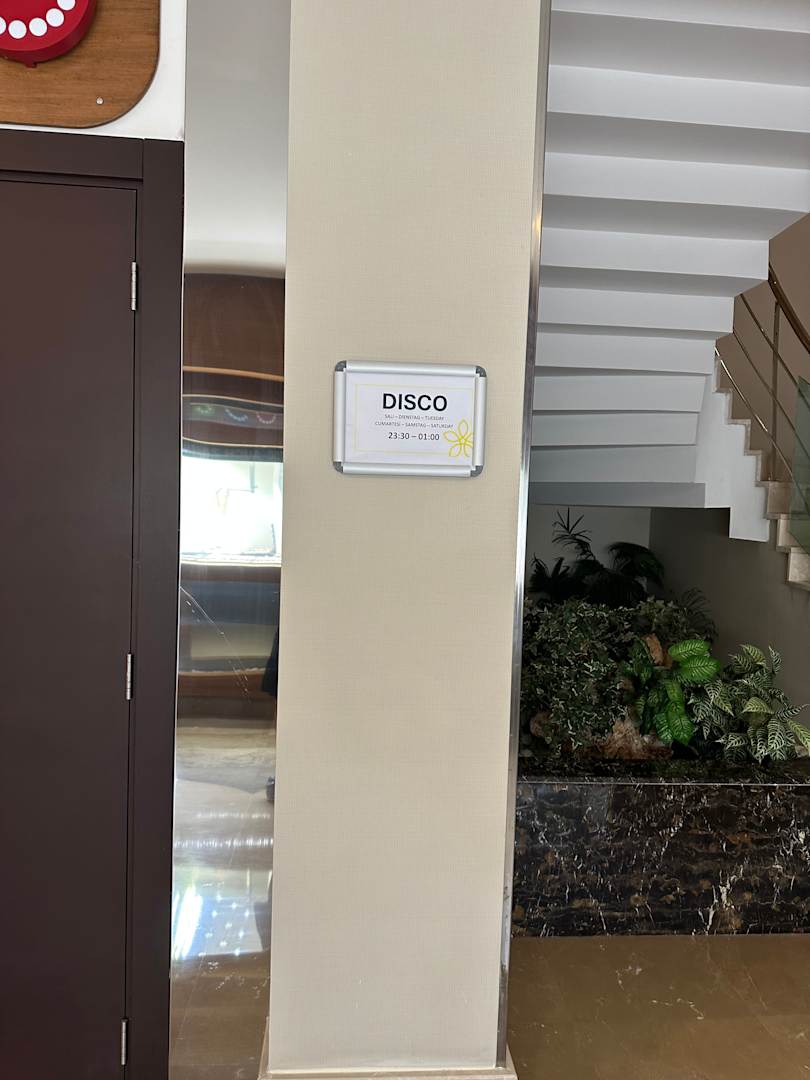 DISCO
SALI – DIENSTAG – TUESDAY
CUMARTESİ – SAMSTAG – SATURDAY
23:30 – 01:00